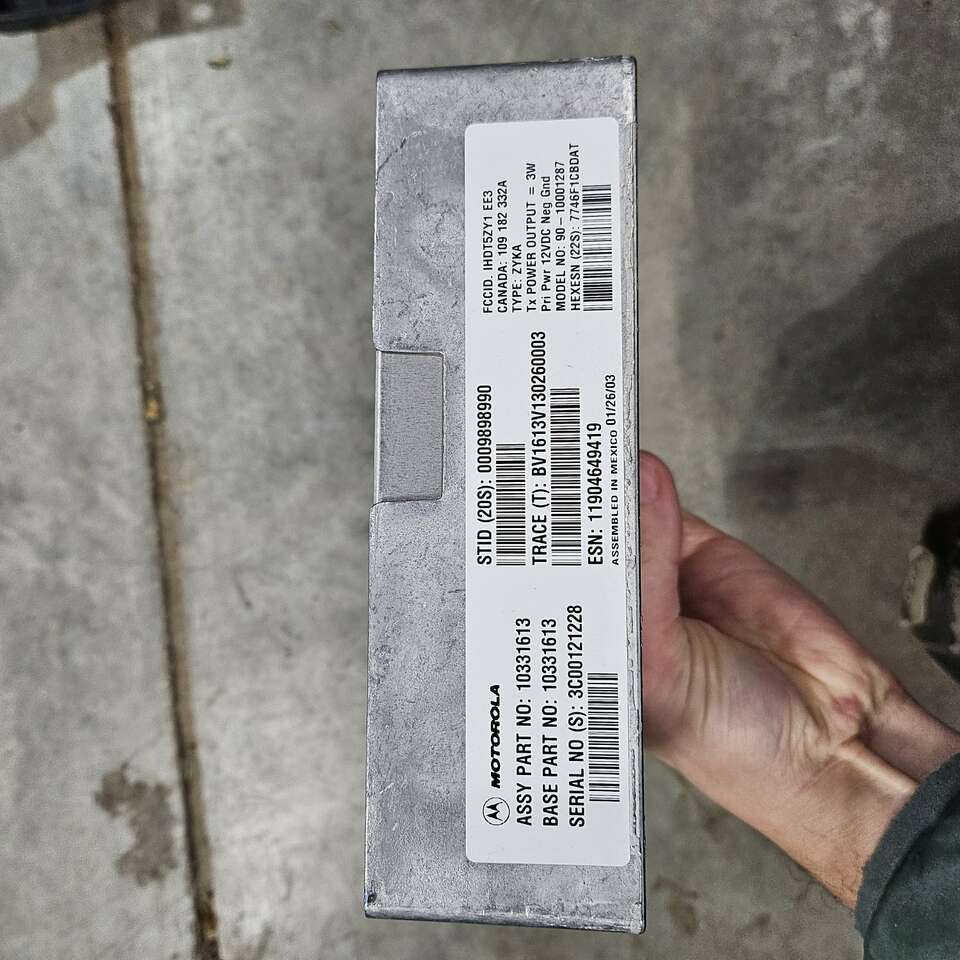 MOTOROLA
ASSY PART NO: 10331613
BASE PART NO: 10331613
SERIAL NO (S): 3C00121228
STID (20S): 0009898990
TRACE (T): BV1613V130260003
ESN: 11904649419
ASSEMBLED IN MEXICO 01/26/03
FCCID. IHDT5ZY1 EE3
CANADA: 109 182 332A
TYPE: ZYKA
Tx POWER OUTPUT = 3W
Pri Pwr 12VDC Neg Gnd
MODEL NO: 90-10001287
HEXESN (22S): 7746F1CBDAT